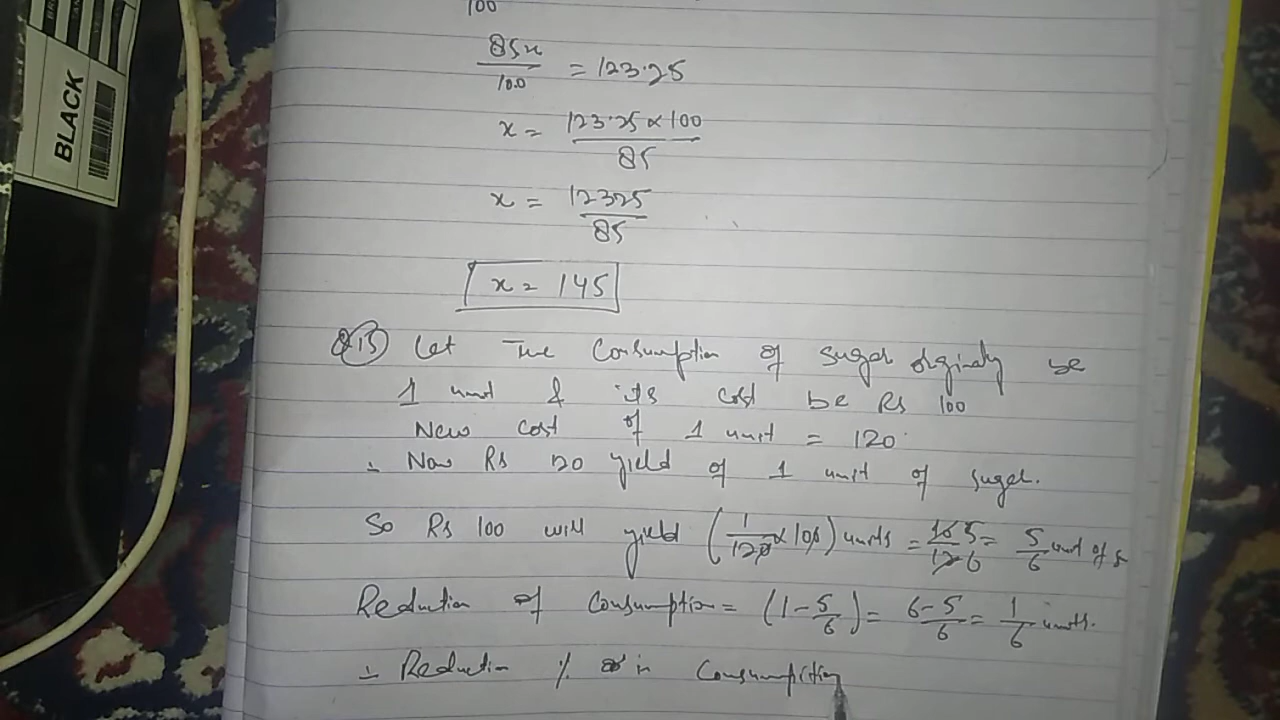 BLACK
100
85x/100 = 123.25
x = 123.25 × 100/85
x = 12325/85
x = 145
Q15 Let The Consumption of sugar orginaly be
1 unit & its cost be Rs 100
New cost of 1 unit = 120
∴ Now Rs 120 yield of 1 unit of sugar.
So Rs 100 will yield (1/120 × 100) units = 10/12 = 5/6 unit of s
Reduction of Consumption = (1 - 5/6) = 6-5/6 = 1/6 units.
∴ Reduction % in Consumpition